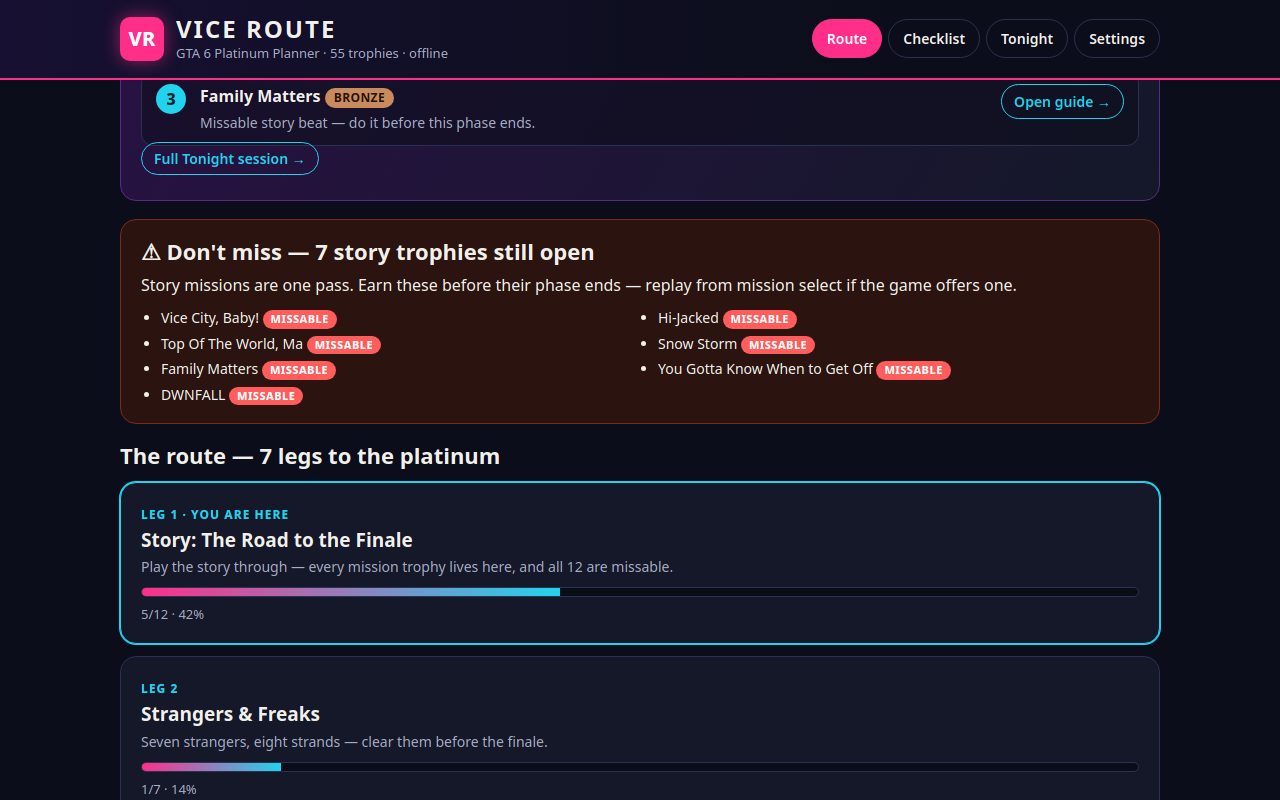 VR
VICE ROUTE
GTA 6 Platinum Planner · 55 trophies · offline
Route
Checklist
Tonight
Settings
3
Family Matters BRONZE
Missable story beat — do it before this phase ends.
Open guide →
Full Tonight session →
⚠ Don't miss — 7 story trophies still open
Story missions are one pass. Earn these before their phase ends — replay from mission select if the game offers one.
• Vice City, Baby! MISSABLE
• Top Of The World, Ma MISSABLE
• Family Matters MISSABLE
• DWNFALL MISSABLE
• Hi-Jacked MISSABLE
• Snow Storm MISSABLE
• You Gotta Know When to Get Off MISSABLE
The route — 7 legs to the platinum
LEG 1 · YOU ARE HERE
Story: The Road to the Finale
Play the story through — every mission trophy lives here, and all 12 are missable.
5/12 · 42%
LEG 2
Strangers & Freaks
Seven strangers, eight strands — clear them before the finale.
1/7 · 14%